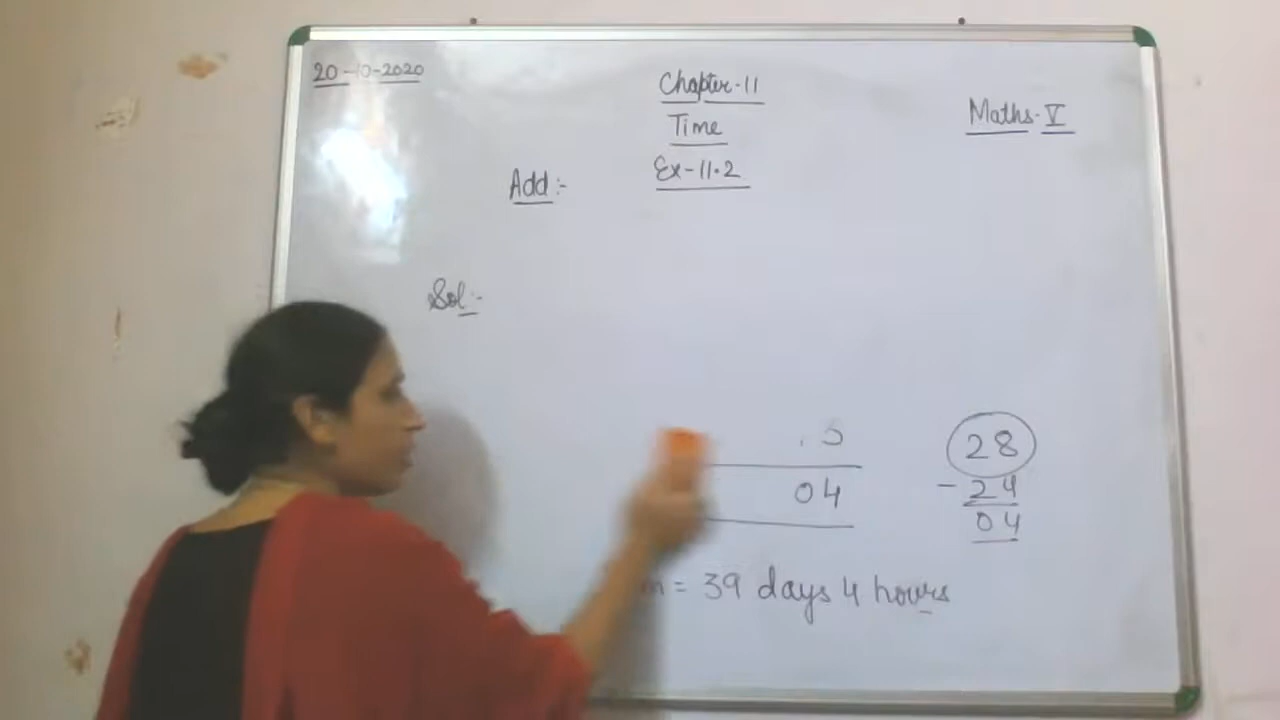 20-10-2020
Chapter-11
Time
Maths-V
Ex-11.2
Add:-
Sol:-
28
04
- 24
04
= 39 days 4 hours